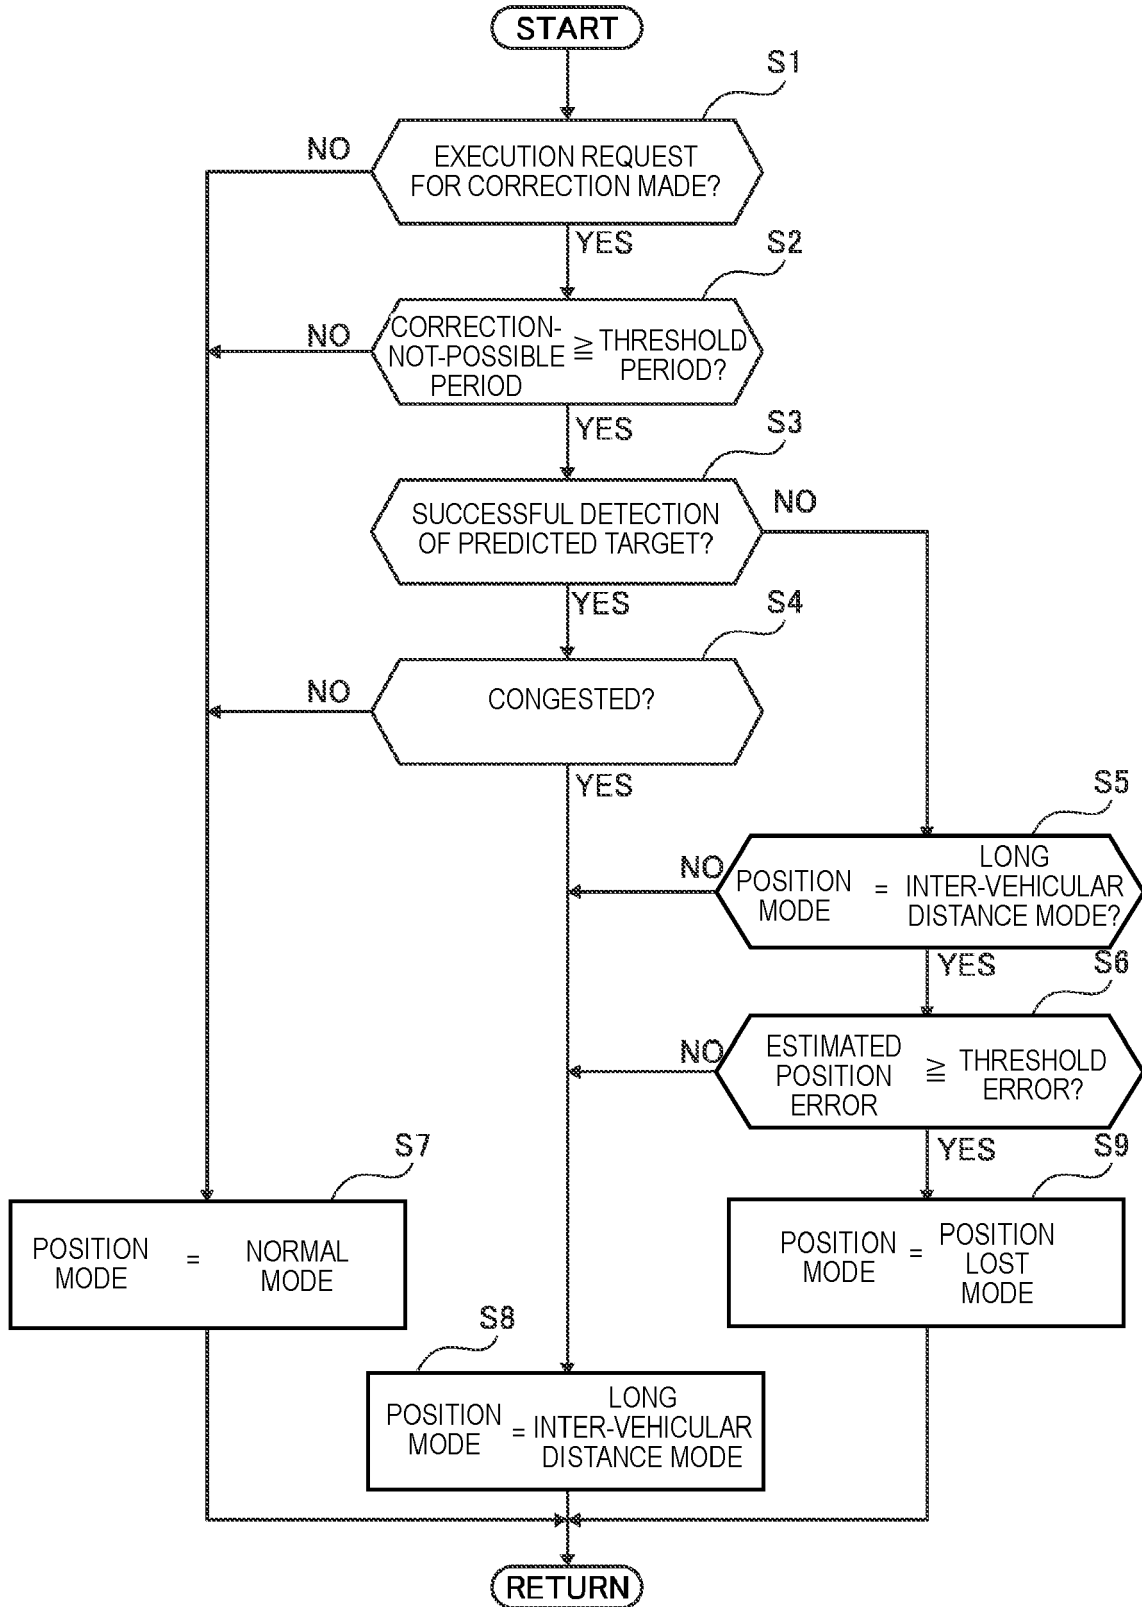 START
S1
EXECUTION REQUEST
FOR CORRECTION MADE?
NO
YES
S2
CORRECTION-
NOT-POSSIBLE
PERIOD
≧
THRESHOLD
PERIOD?
NO
YES
S3
SUCCESSFUL DETECTION
OF PREDICTED TARGET?
NO
YES
S4
CONGESTED?
NO
YES
S5
POSITION
MODE
=
LONG
INTER-VEHICULAR
DISTANCE MODE?
NO
YES
S6
ESTIMATED
POSITION
ERROR
≧
THRESHOLD
ERROR?
NO
YES
S7
POSITION
MODE
=
NORMAL
MODE
S9
POSITION
MODE
=
POSITION
LOST
MODE
S8
POSITION
MODE
=
LONG
INTER-VEHICULAR
DISTANCE MODE
RETURN